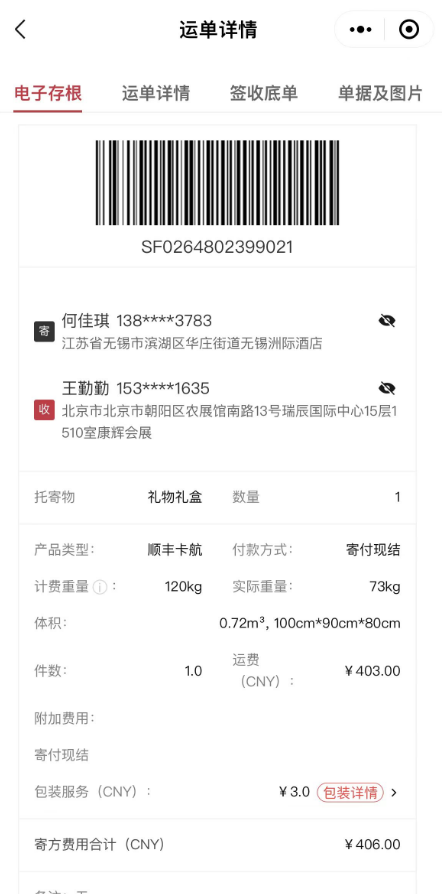 运单详情
电子存根 运单详情 签收底单 单据及图片
SF0264802399021
寄 何佳琪 138****3783
江苏省无锡市滨湖区华庄街道无锡洲际酒店
王勤勤 153****1635
收 北京市北京市朝阳区农展馆南路13号瑞辰国际中心15层1
510室康辉会展
托寄物 礼物礼盒 数量 1
产品类型: 顺丰卡航 付款方式: 寄付现结
计费重量 : 120kg 实际重量: 73kg
体积: 0.72m³, 100cm*90cm*80cm
件数: 1.0 运费
（CNY）: ¥403.00
附加费用:
寄付现结
包装服务（CNY）: ¥3.0 包装详情
寄方费用合计（CNY） ¥406.00